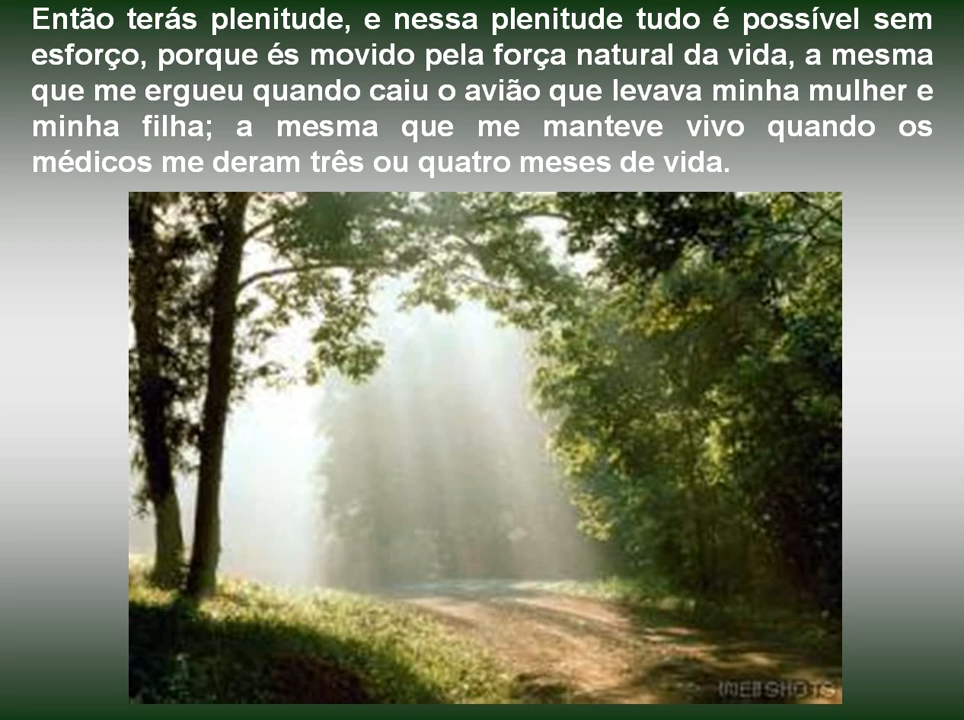 Então terás plenitude, e nessa plenitude tudo é possível sem
esforço, porque és movido pela força natural da vida, a mesma
que me ergueu quando caiu o avião que levava minha mulher e
minha filha; a mesma que me manteve vivo quando os
médicos me deram três ou quatro meses de vida.
WEBSHOTS